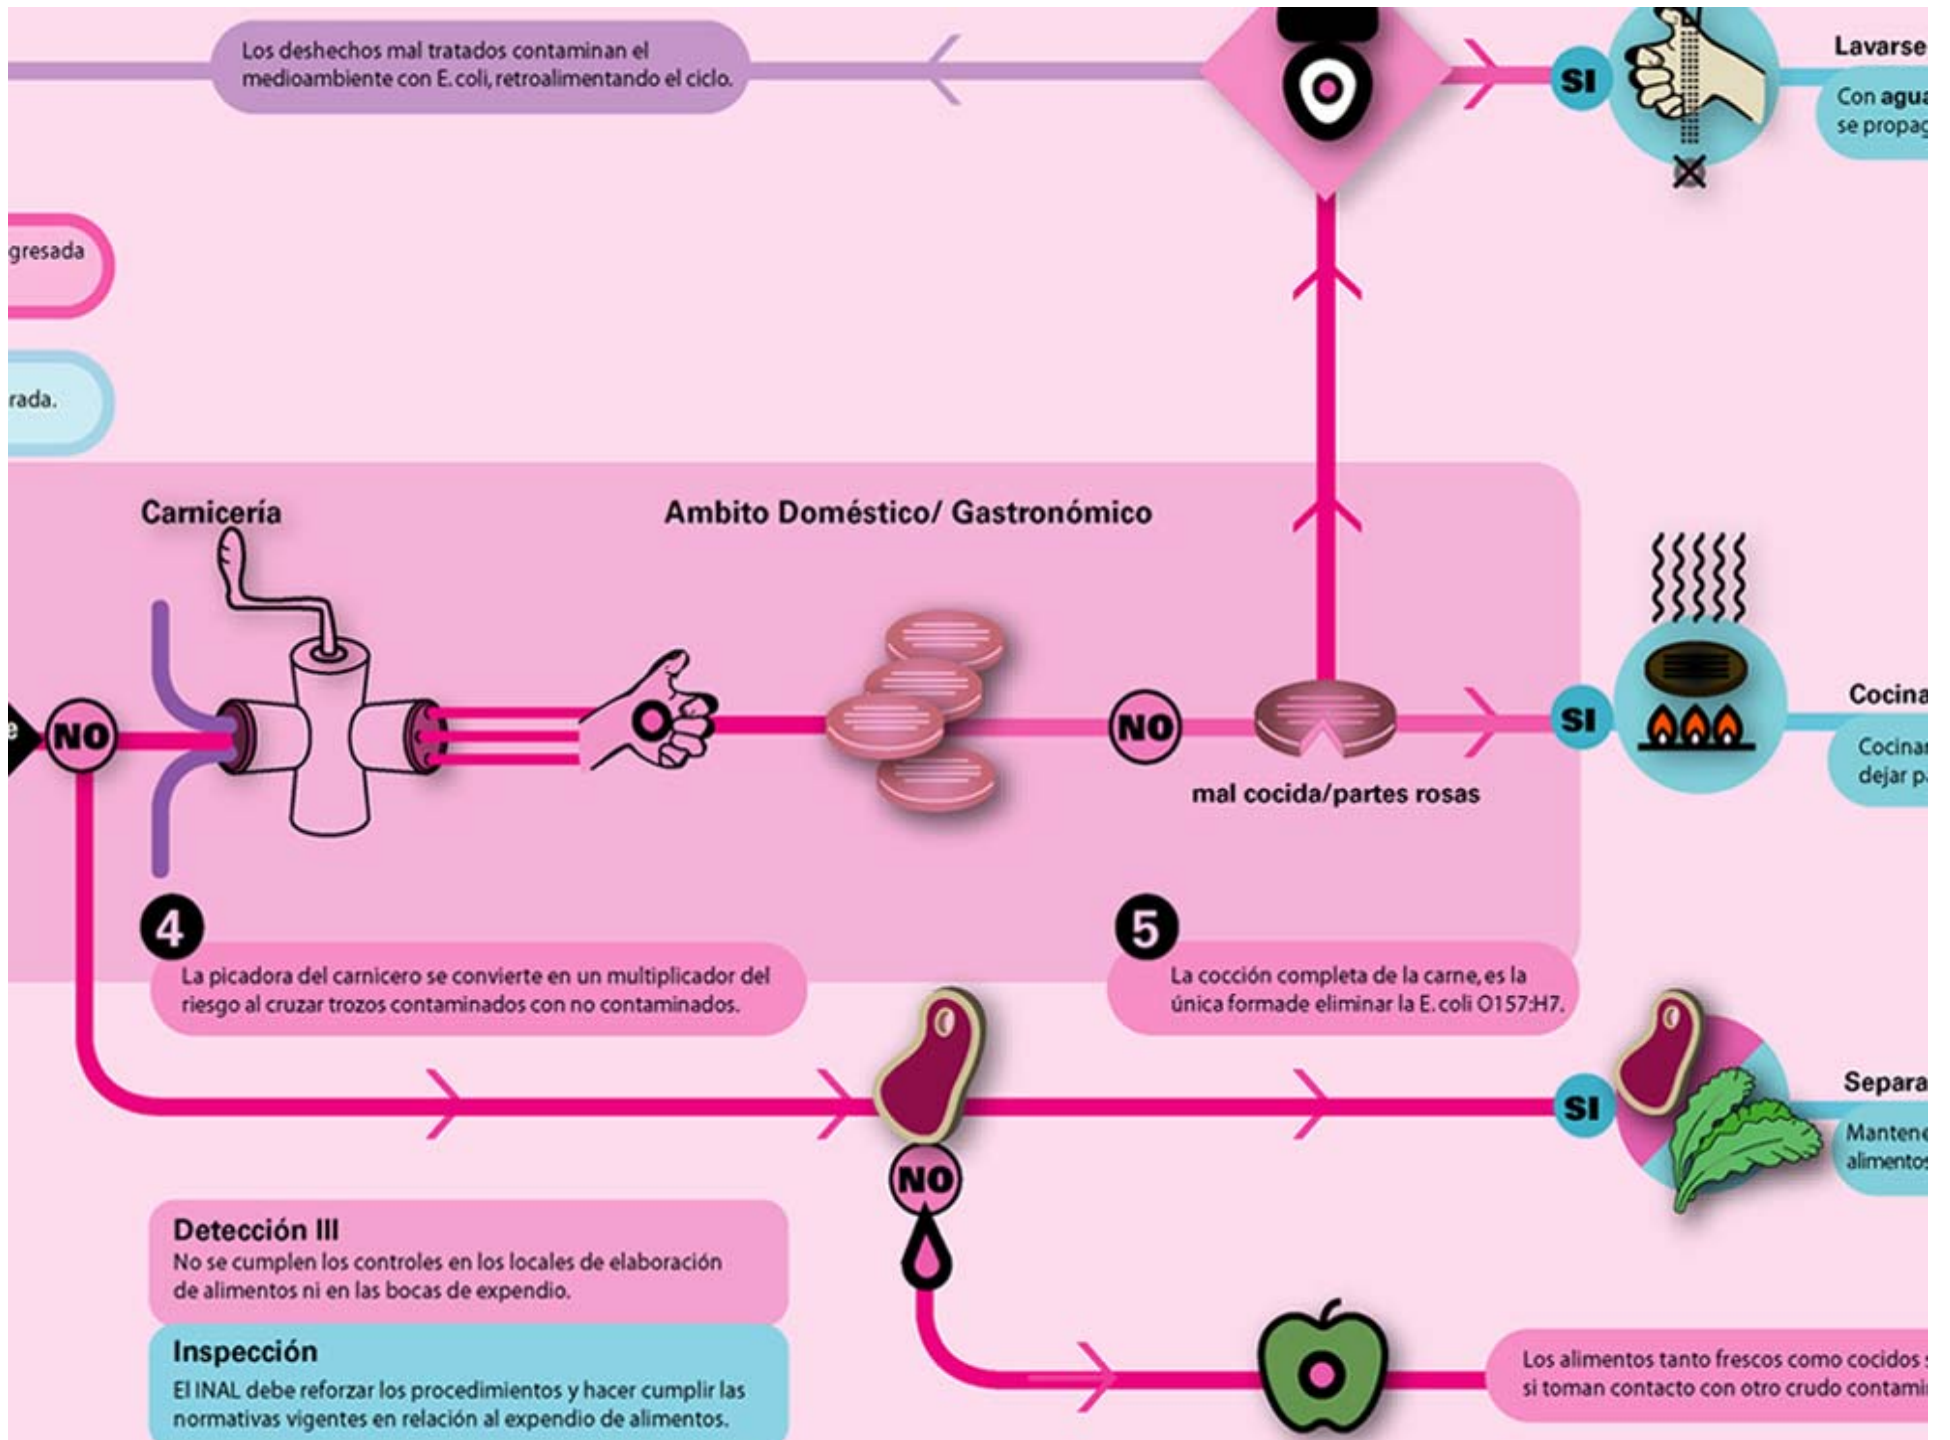 Los deshechos mal tratados contaminan el
medioambiente con E. coli, retroalimentando el ciclo.
SI
Lavarse
Con agua
se propag
gresada
rada.
Carnicería
Ambito Doméstico/ Gastronómico
e
NO
NO
SI
mal cocida/partes rosas
Cocina
Cocinar
dejar pa
4
La picadora del carnicero se convierte en un multiplicador del
riesgo al cruzar trozos contaminados con no contaminados.
5
La cocción completa de la carne, es la
única formade eliminar la E. coli O157:H7.
SI
Separa
Mantene
alimentos
NO
Detección III
No se cumplen los controles en los locales de elaboración
de alimentos ni en las bocas de expendio.
Inspección
El INAL debe reforzar los procedimientos y hacer cumplir las
normativas vigentes en relación al expendio de alimentos.
Los alimentos tanto frescos como cocidos s
si toman contacto con otro crudo contami